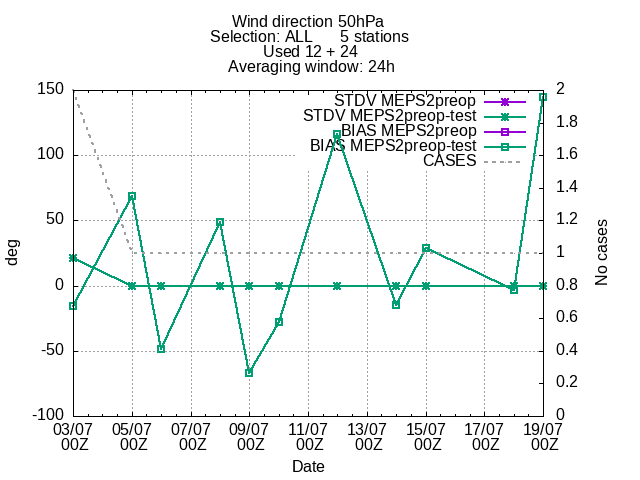 Wind direction 50hPa
Selection: ALL 5 stations
Used 12 + 24
Averaging window: 24h
STDV MEPS2preop
STDV MEPS2preop-test
BIAS MEPS2preop
BIAS MEPS2preop-test
CASES
150
100
50
0
-50
-100
deg
2
1.8
1.6
1.4
1.2
1
0.8
0.6
0.4
0.2
0
No cases
03/07 05/07 07/07 09/07 11/07 13/07 15/07 17/07 19/07
00Z 00Z 00Z 00Z 00Z 00Z 00Z 00Z 00Z
Date